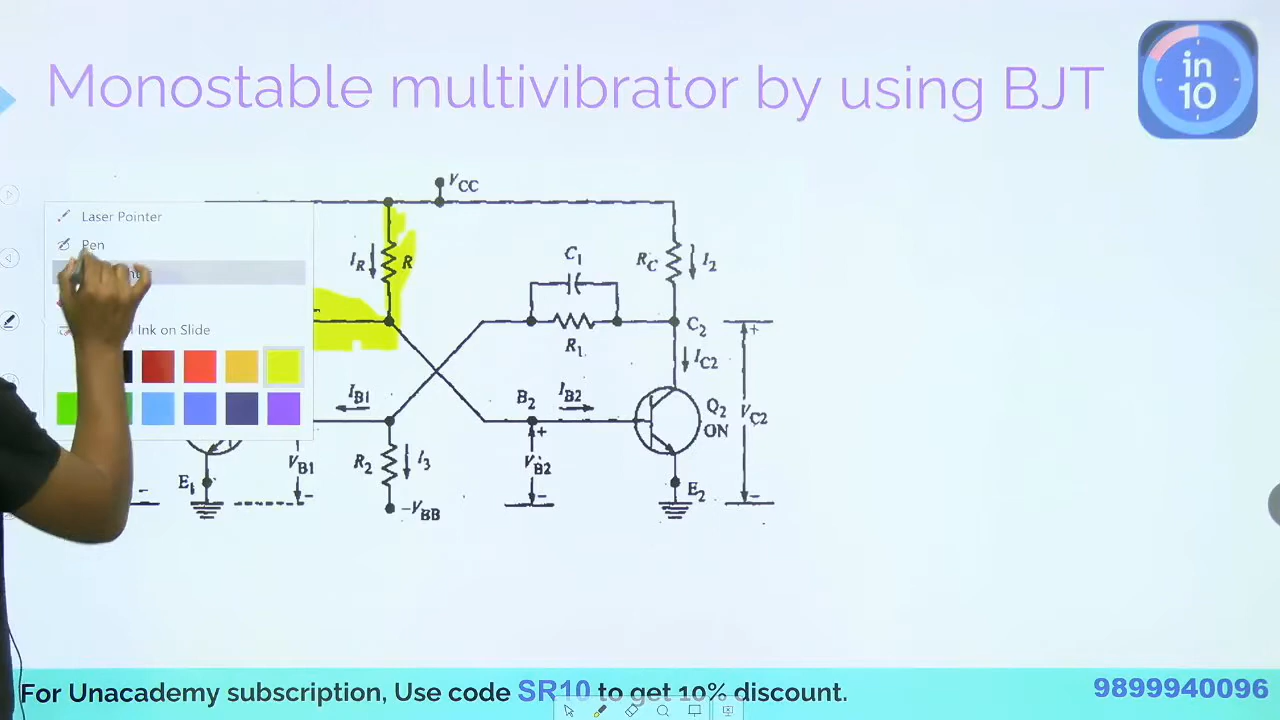 Monostable multivibrator by using BJT
in
10
VCC
Laser Pointer
Pen
Ink on Slide
IR
R
C1
R1
RC
I2
C2
IC2
IB1
B2
IB2
Q2
ON
VC2
+
-
VB1
-
R2
I3
+
VB2
-
E1
E2
-VBB
For Unacademy subscription, Use code SR10 to get 10% discount.
9899940096